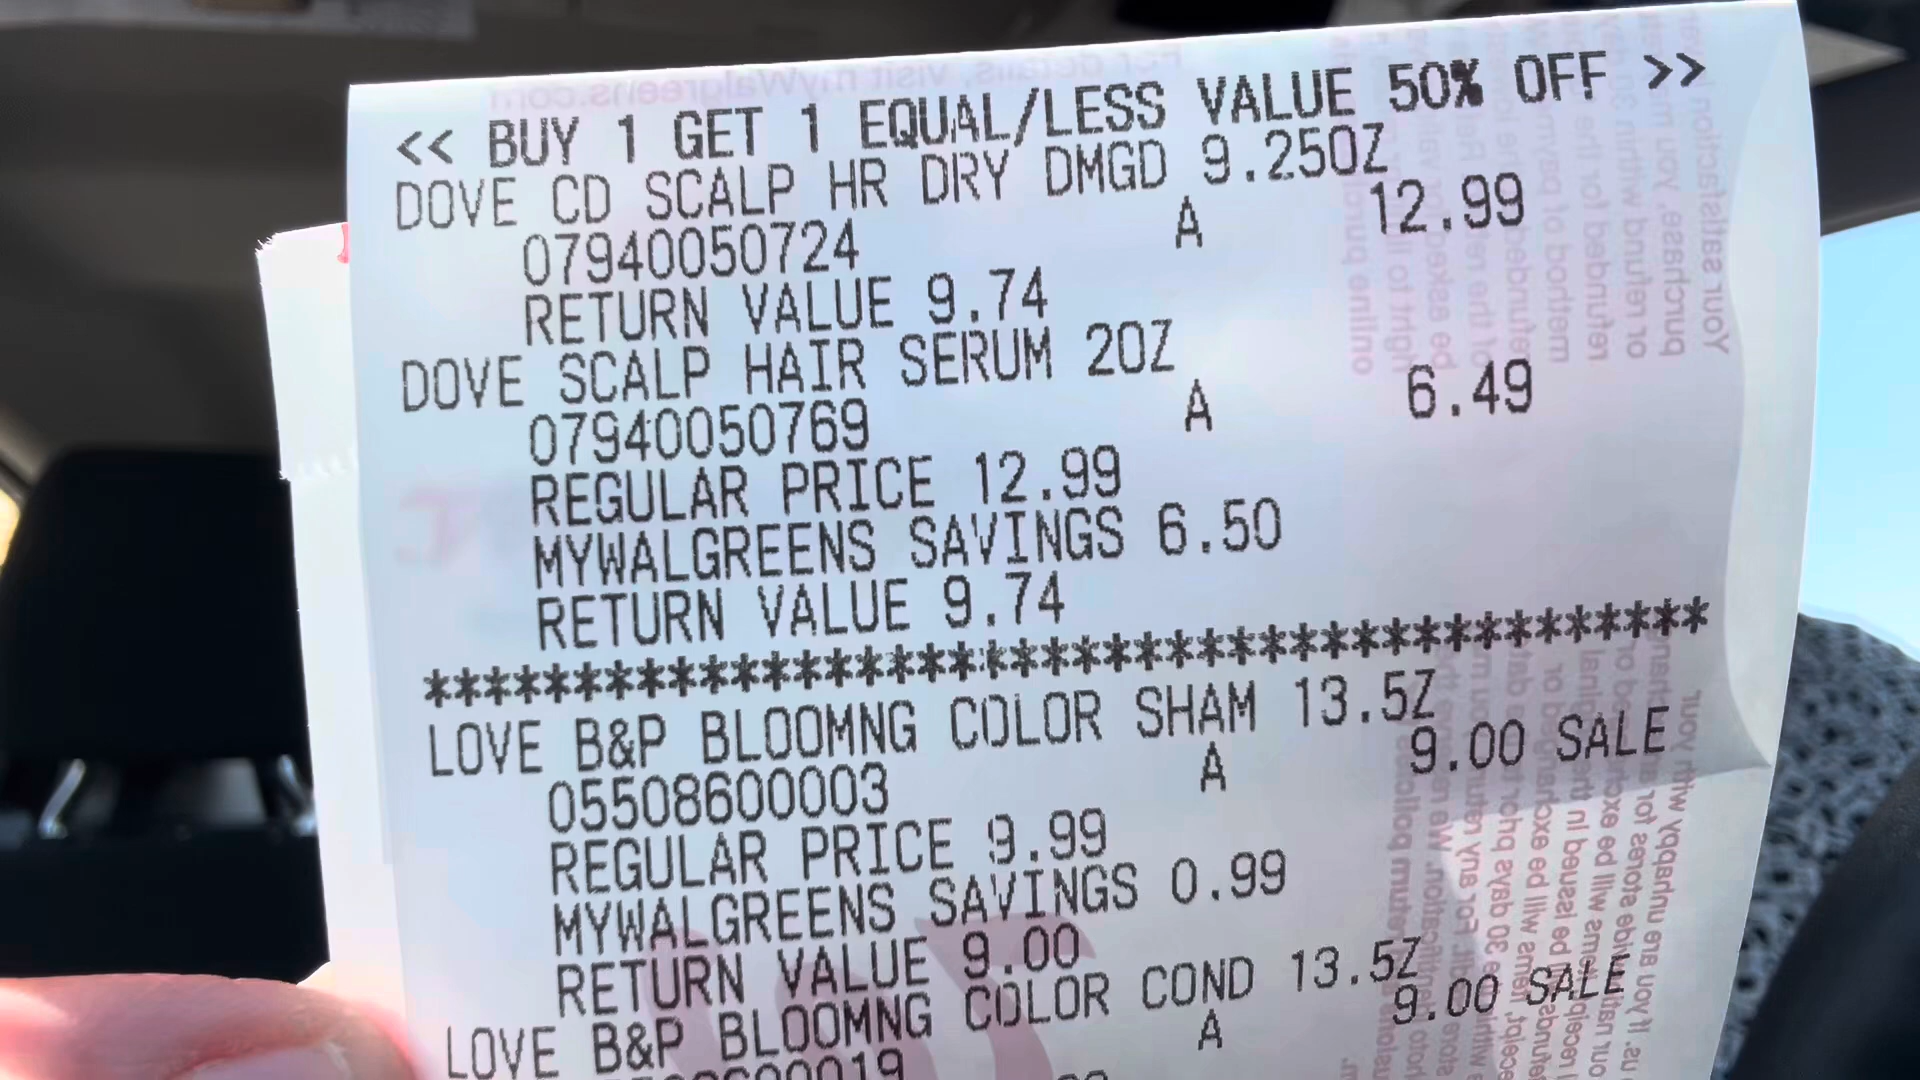 << BUY 1 GET 1 EQUAL/LESS VALUE 50% OFF >>
DOVE CD SCALP HR DRY DMGD 9.25OZ
07940050724 A 12.99
RETURN VALUE 9.74
DOVE SCALP HAIR SERUM 2OZ
07940050769 A 6.49
REGULAR PRICE 12.99
MYWALGREENS SAVINGS 6.50
RETURN VALUE 9.74
******************************************
LOVE B&P BLOOMNG COLOR SHAM 13.5Z
05508600003 A 9.00 SALE
REGULAR PRICE 9.99
MYWALGREENS SAVINGS 0.99
RETURN VALUE 9.00
LOVE B&P BLOOMNG COLOR COND 13.5Z
A 9.00 SALE